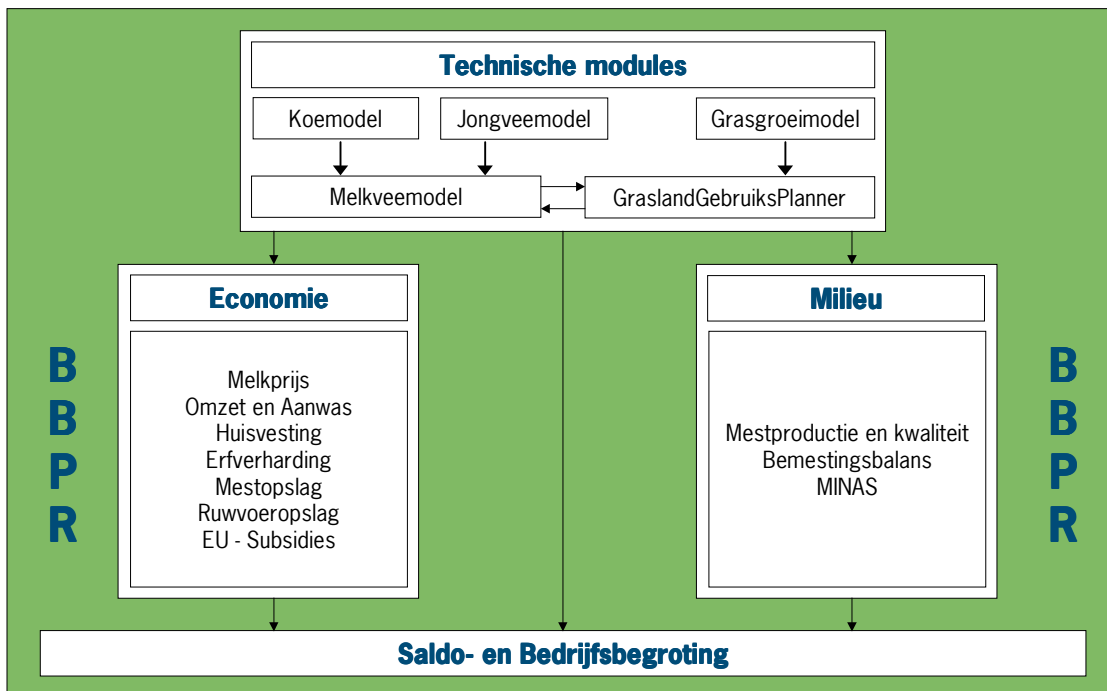 Technische modules
Koemodel
Jongveemodel
Grasgroeimodel
Melkveemodel
GraslandGebruiksPlanner
Economie
Melkprijs
Omzet en Aanwas
Huisvesting
Erfverharding
Mestopslag
Ruwvoeropslag
EU - Subsidies
Milieu
Mestproductie en kwaliteit
Bemestingsbalans
MINAS
B
B
P
R
B
B
P
R
Saldo- en Bedrijfsbegroting